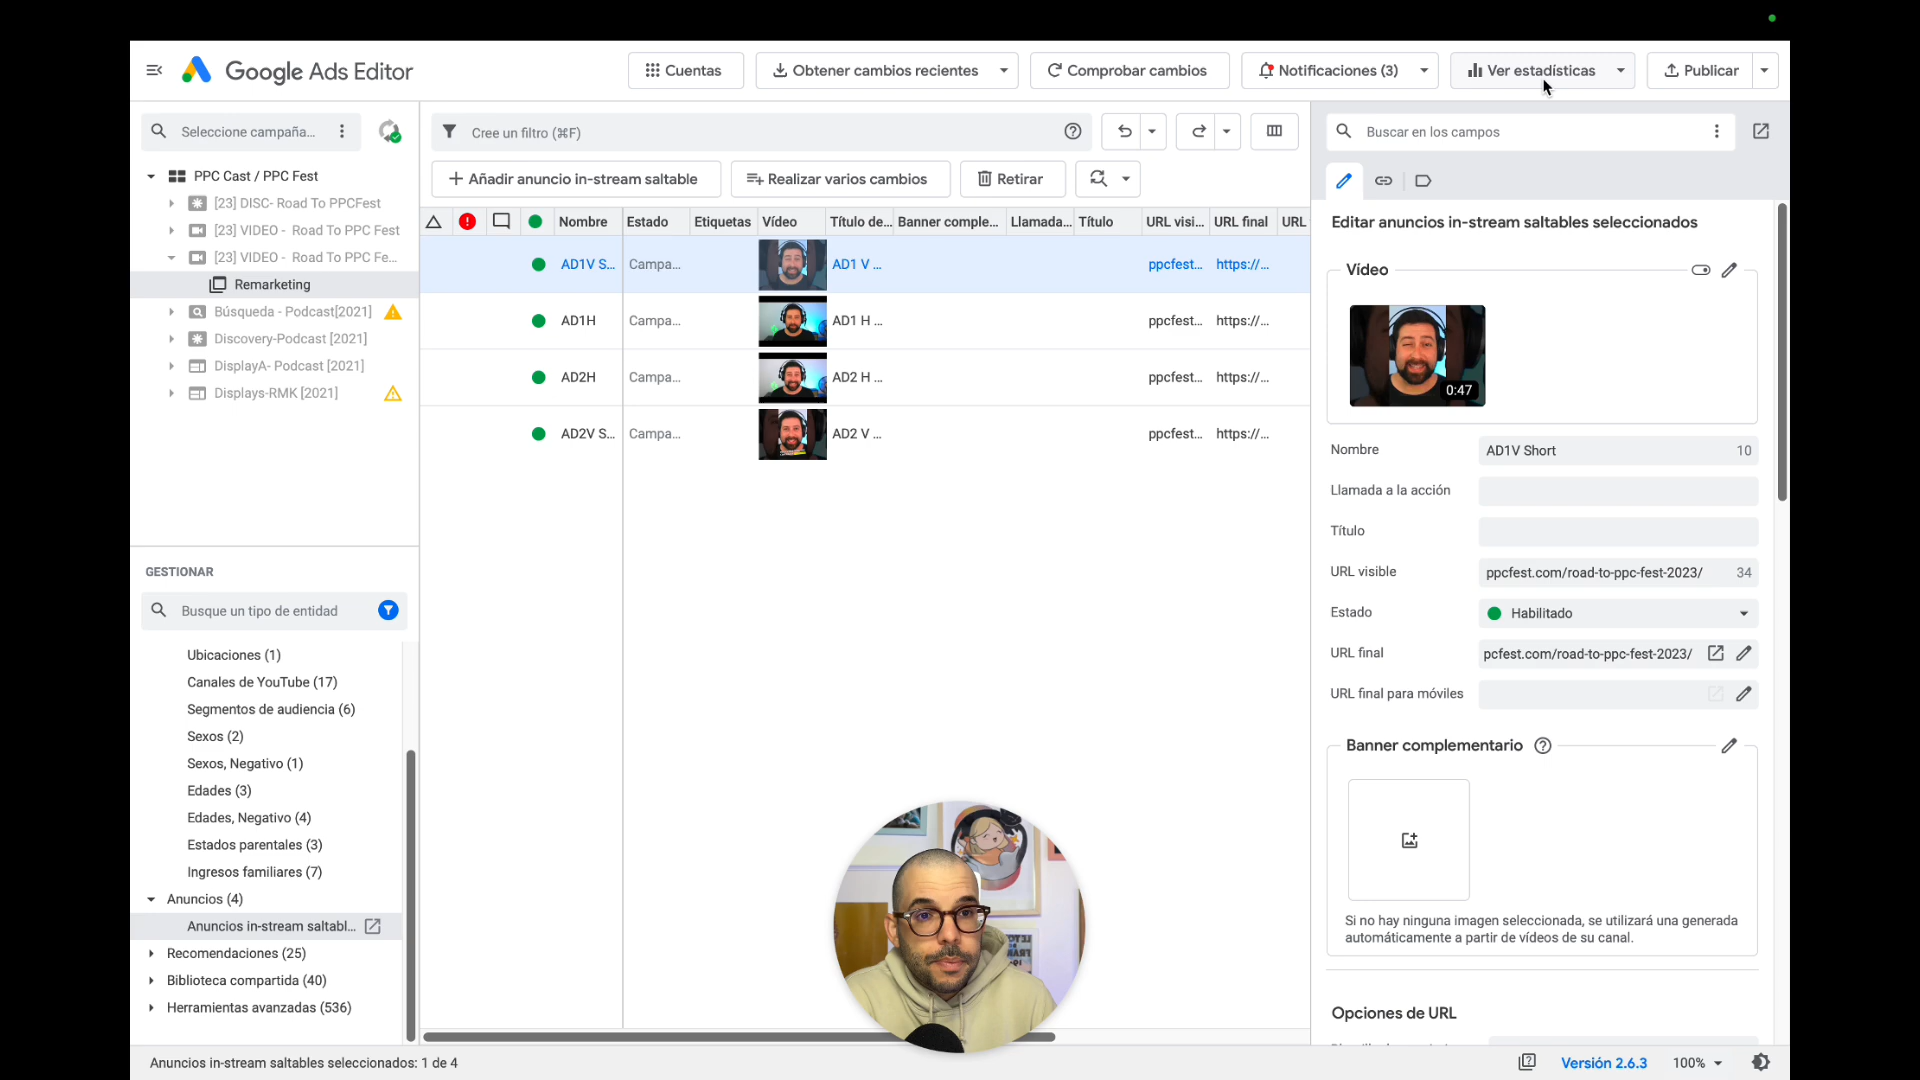 Google Ads Editor
Cuentas
Obtener cambios recientes
Comprobar cambios
Notificaciones (3)
Ver estadísticas
Publicar
Seleccione campaña...
Cree un filtro (⌘F)
Buscar en los campos
PPC Cast / PPC Fest
[23] DISC- Road To PPCFest
[23] VIDEO - Road To PPC Fest
[23] VIDEO - Road To PPC Fe...
Remarketing
Búsqueda - Podcast[2021]
Discovery-Podcast [2021]
DisplayA- Podcast [2021]
Displays-RMK [2021]
Añadir anuncio in-stream saltable
Realizar varios cambios
Retirar
Nombre Estado Etiquetas Vídeo Título de... Banner comple... Llamada... Título URL visi... URL final URL
AD1V S... Campa... AD1 V ... ppcfest... https://...
AD1H Campa... AD1 H ... ppcfest... https://...
AD2H Campa... AD2 H ... ppcfest... https://...
AD2V S... Campa... AD2 V ... ppcfest... https://...
GESTIONAR
Busque un tipo de entidad
Ubicaciones (1)
Canales de YouTube (17)
Segmentos de audiencia (6)
Sexos (2)
Sexos, Negativo (1)
Edades (3)
Edades, Negativo (4)
Estados parentales (3)
Ingresos familiares (7)
Anuncios (4)
Anuncios in-stream saltabl...
Recomendaciones (25)
Biblioteca compartida (40)
Herramientas avanzadas (536)
Editar anuncios in-stream saltables seleccionados
Vídeo
0:47
Nombre AD1V Short 10
Llamada a la acción
Título
URL visible ppcfest.com/road-to-ppc-fest-2023/ 34
Estado Habilitado
URL final pcfest.com/road-to-ppc-fest-2023/
URL final para móviles
Banner complementario
Si no hay ninguna imagen seleccionada, se utilizará una generada
automáticamente a partir de vídeos de su canal.
Opciones de URL
Anuncios in-stream saltables seleccionados: 1 de 4
Versión 2.6.3
100%